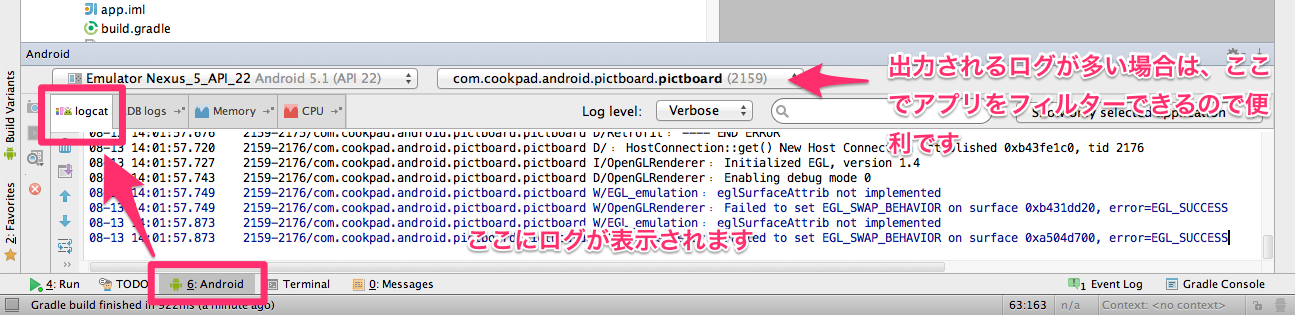 app.iml
build.gradle
Android
Emulator Nexus_5_API_22 Android 5.1 (API 22)
com.cookpad.android.pictboard.pictboard (2159)
出力されるログが多い場合は、ここ
でアプリをフィルターできるので便
利です
logcat
DB logs
Memory
CPU
Log level:
Verbose
only selected application
08-13 14:01:57.676 2159-2175/com.cookpad.android.pictboard.pictboard D/Retrofit: ---- END ERROR
08-13 14:01:57.720 2159-2176/com.cookpad.android.pictboard.pictboard D/: HostConnection::get() New Host Connection established 0xb43fe1c0, tid 2176
08-13 14:01:57.727 2159-2176/com.cookpad.android.pictboard.pictboard I/OpenGLRenderer: Initialized EGL, version 1.4
08-13 14:01:57.743 2159-2176/com.cookpad.android.pictboard.pictboard D/OpenGLRenderer: Enabling debug mode 0
08-13 14:01:57.749 2159-2176/com.cookpad.android.pictboard.pictboard W/EGL_emulation: eglSurfaceAttrib not implemented
08-13 14:01:57.749 2159-2176/com.cookpad.android.pictboard.pictboard W/OpenGLRenderer: Failed to set EGL_SWAP_BEHAVIOR on surface 0xb431dd20, error=EGL_SUCCESS
08-13 14:01:57.873 2159-2176/com.cookpad.android.pictboard.pictboard W/EGL_emulation: eglSurfaceAttrib not implemented
08-13 14:01:57.873 2159-2176/com.cookpad.android.pictboard to set EGL_SWAP_BEHAVIOR on surface 0xa504d700, error=EGL_SUCCESS
ここにログが表示されます
Build Variants
2: Favorites
4: Run
TODO
6: Android
Terminal
0: Messages
1 Event Log
Gradle Console
Gradle build finished in 922ms (a minute ago)
63:163
n/a
Context: <no context>